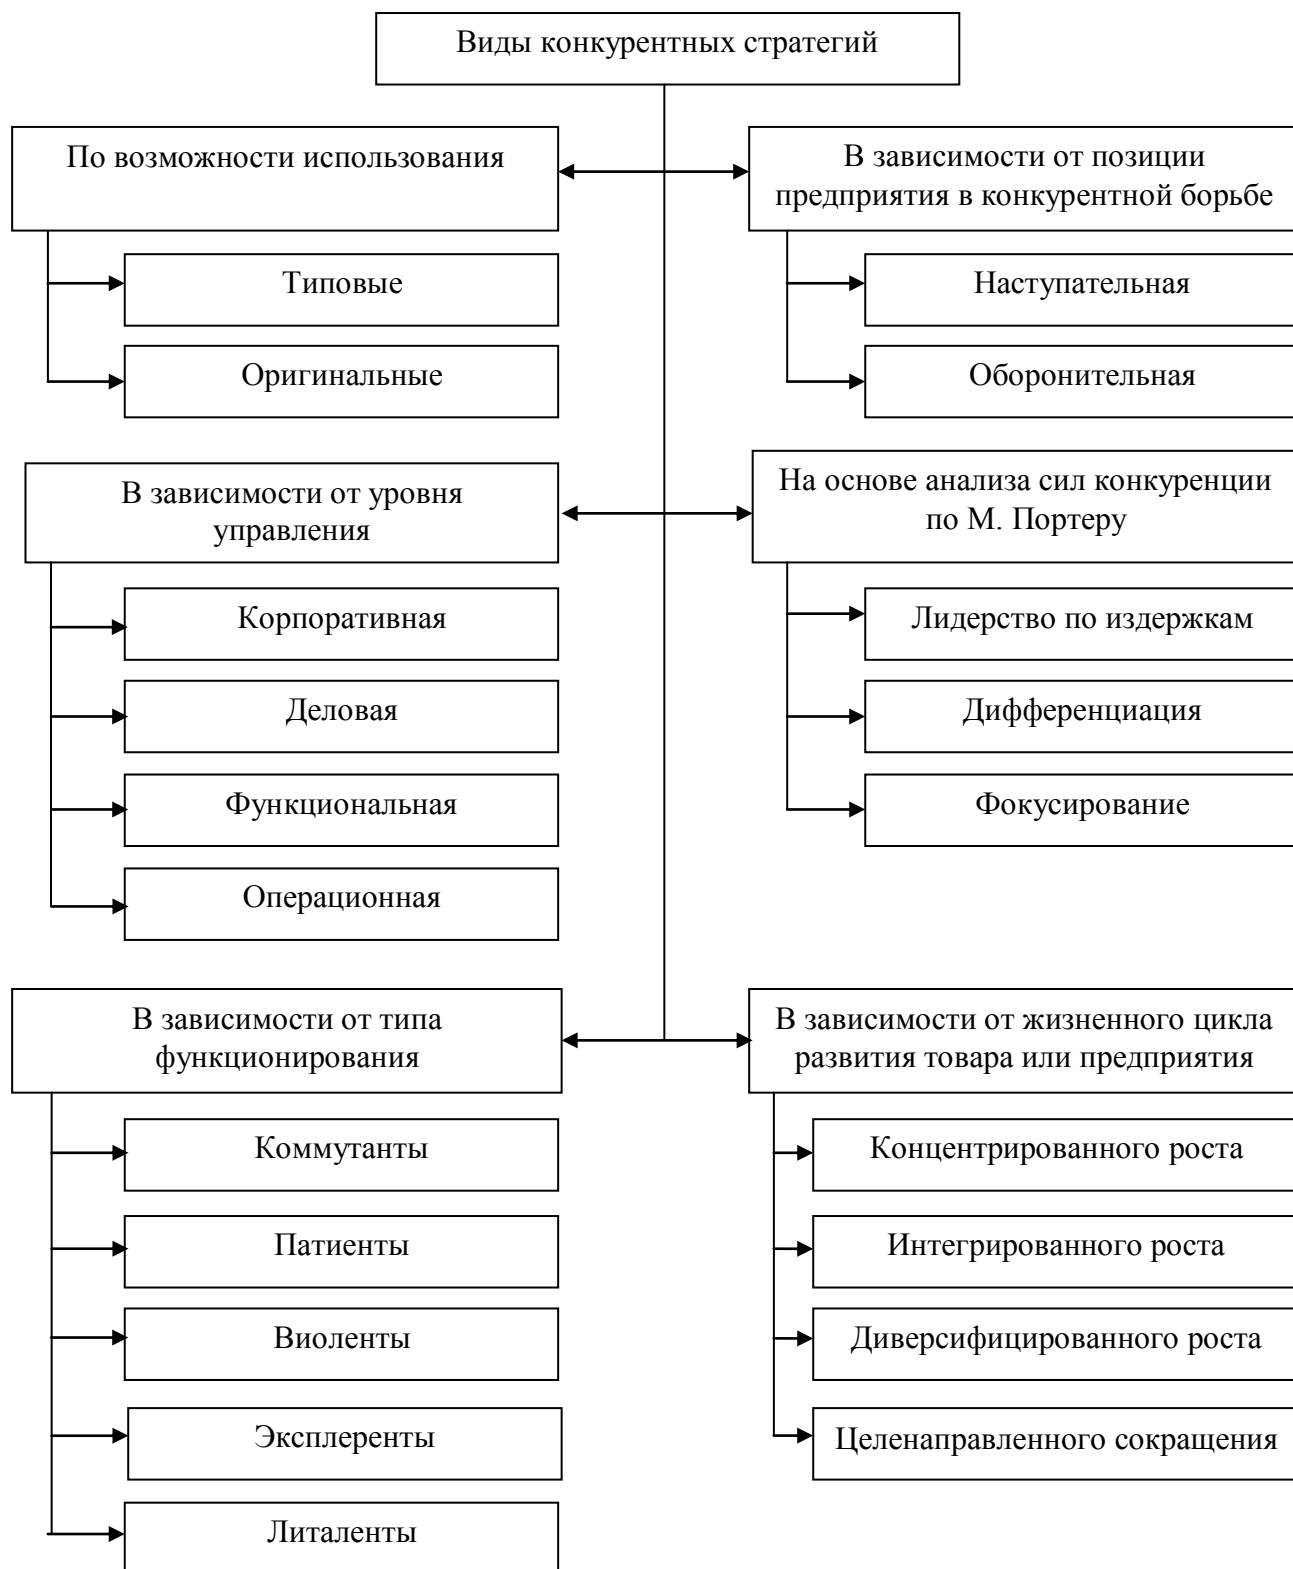 Виды конкурентных стратегий
По возможности использования
Типовые
Оригинальные
В зависимости от позиции
предприятия в конкурентной борьбе
Наступательная
Оборонительная
В зависимости от уровня
управления
Корпоративная
Деловая
Функциональная
Операционная
На основе анализа сил конкуренции
по М. Портеру
Лидерство по издержкам
Дифференциация
Фокусирование
В зависимости от типа
функционирования
Коммутанты
Патиенты
Виоленты
Эксплеренты
Литаленты
В зависимости от жизненного цикла
развития товара или предприятия
Концентрированного роста
Интегрированного роста
Диверсифицированного роста
Целенаправленного сокращения